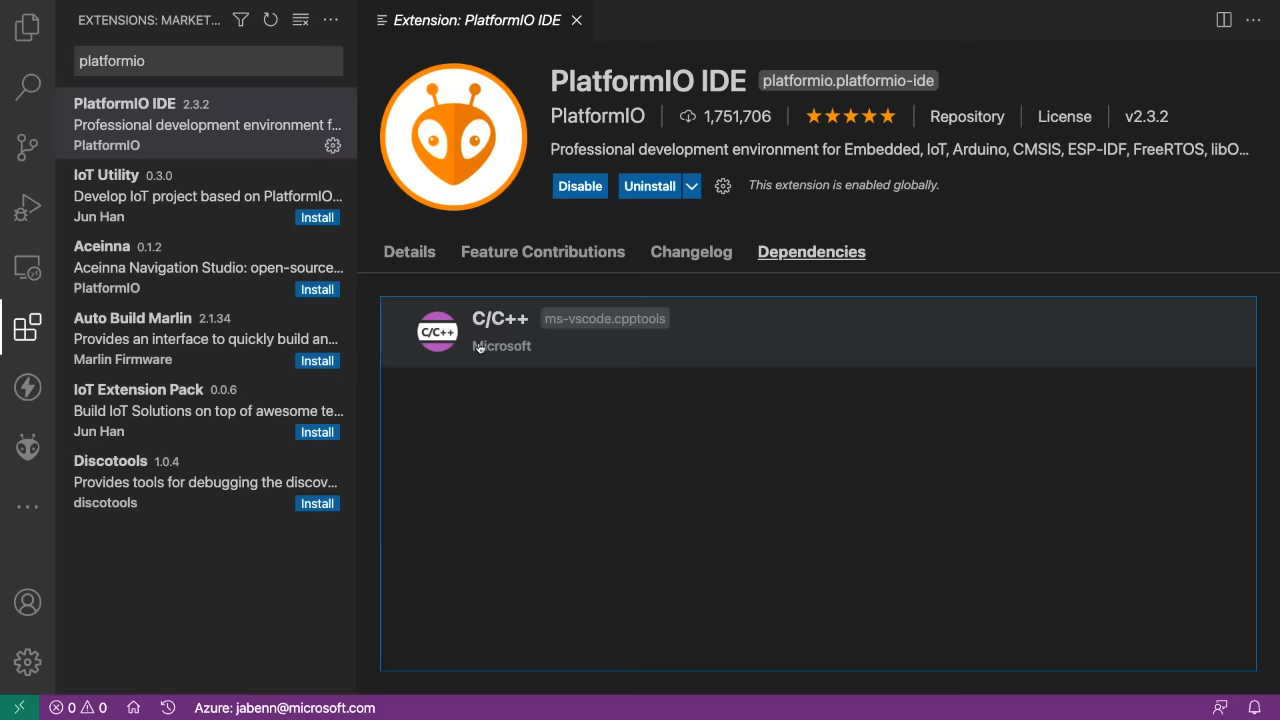 EXTENSIONS: MARKET...
platformio
PlatformIO IDE 2.3.2
Professional development environment f...
PlatformIO
IoT Utility 0.3.0
Develop IoT project based on PlatformIO...
Jun Han
Install
Aceinna 0.1.2
Aceinna Navigation Studio: open-source...
PlatformIO
Install
Auto Build Marlin 2.1.34
Provides an interface to quickly build an...
Marlin Firmware
Install
IoT Extension Pack 0.0.6
Build IoT Solutions on top of awesome te...
Jun Han
Install
Discotools 1.0.4
Provides tools for debugging the discov...
discotools
Install
Extension: PlatformIO IDE
PlatformIO IDE platformio.platformio-ide
PlatformIO 1,751,706 Repository License v2.3.2
Professional development environment for Embedded, IoT, Arduino, CMSIS, ESP-IDF, FreeRTOS, libO...
Disable Uninstall This extension is enabled globally.
Details Feature Contributions Changelog Dependencies
C/C++
C/C++ ms-vscode.cpptools
Microsoft
0 0 Azure: jabenn@microsoft.com